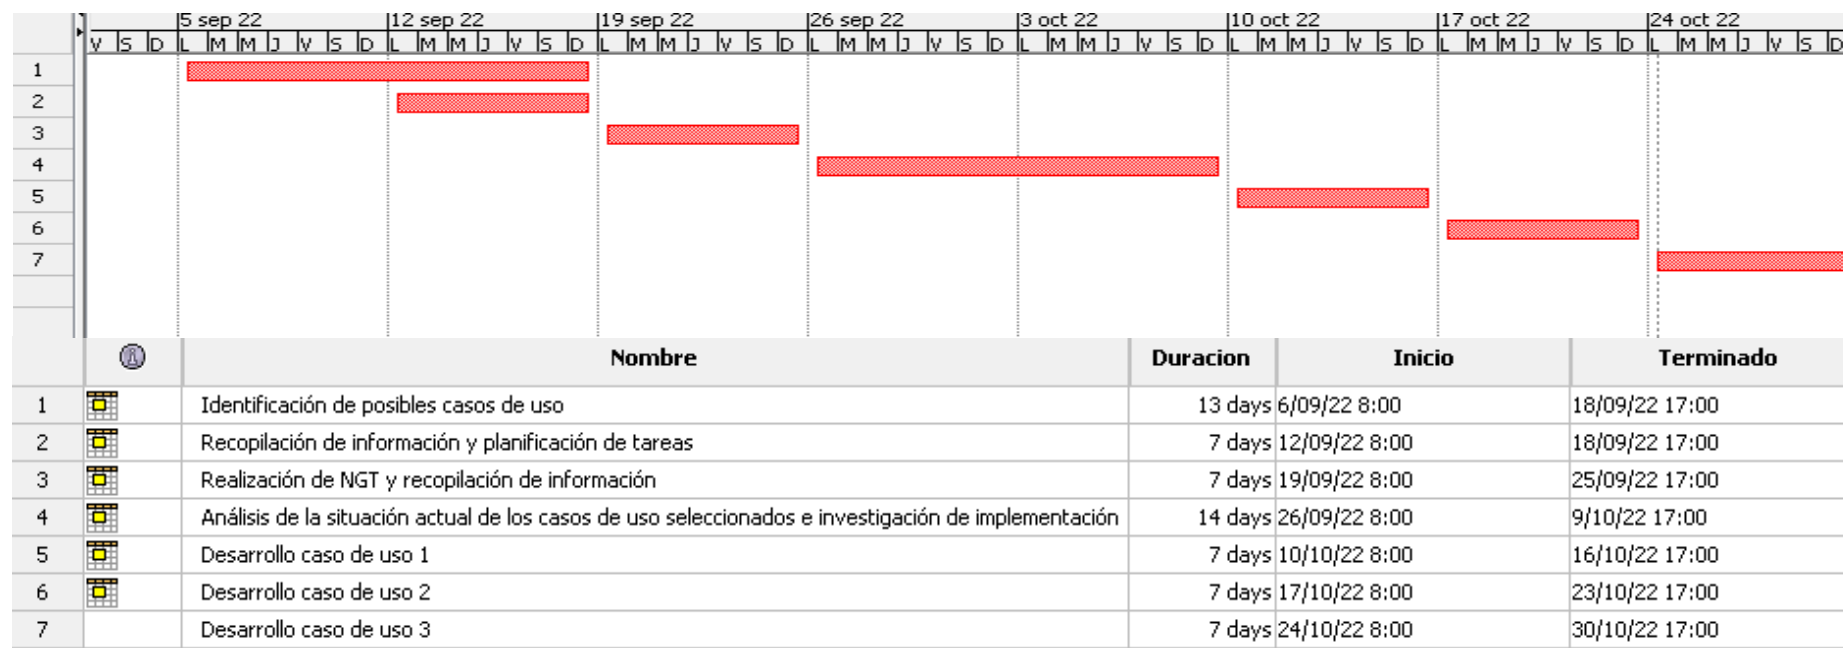 5 sep 22 12 sep 22 19 sep 22 26 sep 22 3 oct 22 10 oct 22 17 oct 22 24 oct 22
V S D L M M J V S D L M M J V S D L M M J V S D L M M J V S D L M M J V S D L M M J V S D L M M J V S D L M M J V S D
1
2
3
4
5
6
7
Nombre Duracion Inicio Terminado
1 Identificación de posibles casos de uso 13 days 6/09/22 8:00 18/09/22 17:00
2 Recopilación de información y planificación de tareas 7 days 12/09/22 8:00 18/09/22 17:00
3 Realización de NGT y recopilación de información 7 days 19/09/22 8:00 25/09/22 17:00
4 Análisis de la situación actual de los casos de uso seleccionados e investigación de implementación 14 days 26/09/22 8:00 9/10/22 17:00
5 Desarrollo caso de uso 1 7 days 10/10/22 8:00 16/10/22 17:00
6 Desarrollo caso de uso 2 7 days 17/10/22 8:00 23/10/22 17:00
7 Desarrollo caso de uso 3 7 days 24/10/22 8:00 30/10/22 17:00